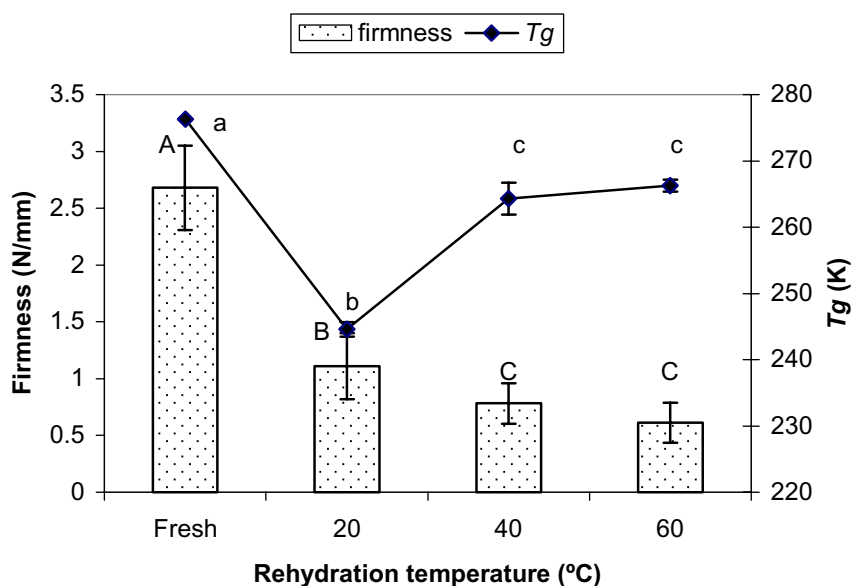 firmness Tg
Firmness (N/mm)
3.5
3
2.5
2
1.5
1
0.5
0
A
a
B
b
C
c
C
c
280
270
260
250
240
230
220
Tg (K)
Fresh 20 40 60
Rehydration temperature (ºC)